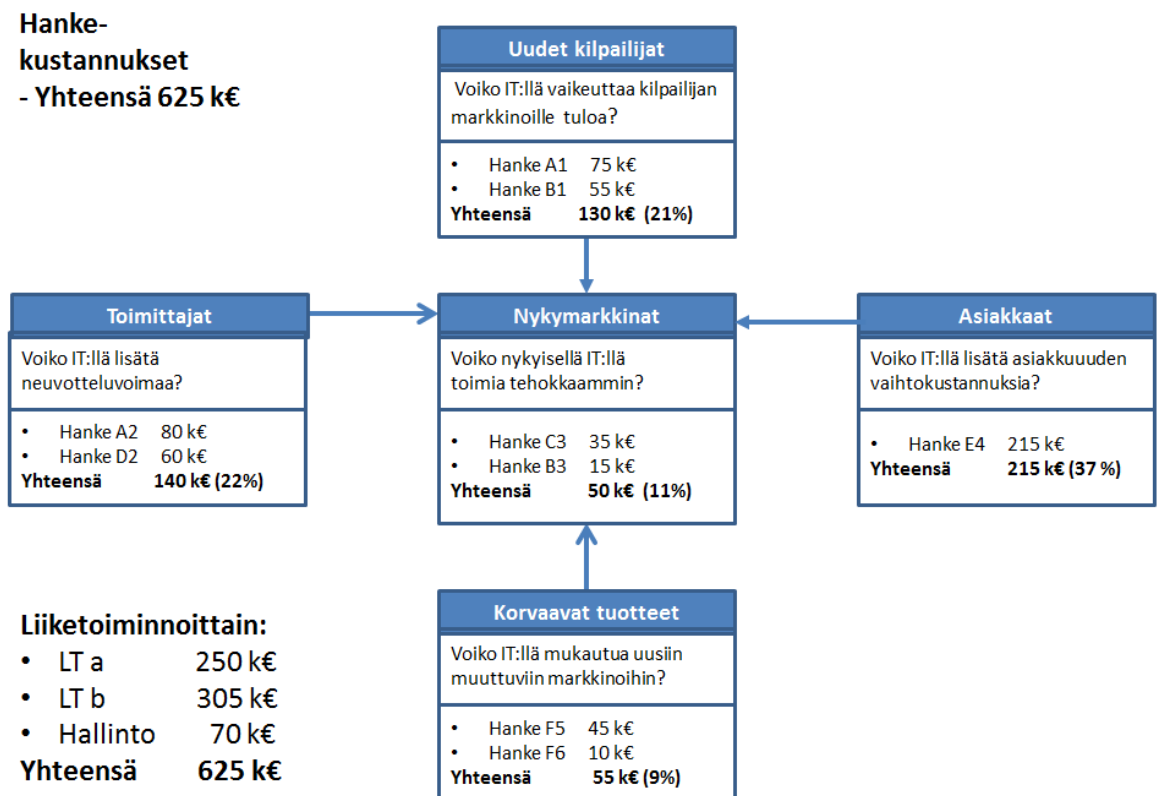 Hanke-
kustannukset
- Yhteensä 625 k€
Uudet kilpailijat
Voiko IT:llä vaikeuttaa kilpailijan
markkinoille tuloa?
• Hanke A1 75 k€
• Hanke B1 55 k€
Yhteensä 130 k€ (21%)
Toimittajat
Voiko IT:llä lisätä
neuvotteluvoimaa?
• Hanke A2 80 k€
• Hanke D2 60 k€
Yhteensä 140 k€ (22%)
Nykymarkkinat
Voiko nykyisellä IT:llä
toimia tehokkaammin?
• Hanke C3 35 k€
• Hanke B3 15 k€
Yhteensä 50 k€ (11%)
Asiakkaat
Voiko IT:llä lisätä asiakkuuden
vaihtokustannuksia?
• Hanke E4 215 k€
Yhteensä 215 k€ (37 %)
Korvaavat tuotteet
Voiko IT:llä mukautua uusiin
muuttuviin markkinoihin?
• Hanke F5 45 k€
• Hanke F6 10 k€
Yhteensä 55 k€ (9%)
Liiketoiminnoittain:
• LT a 250 k€
• LT b 305 k€
• Hallinto 70 k€
Yhteensä 625 k€